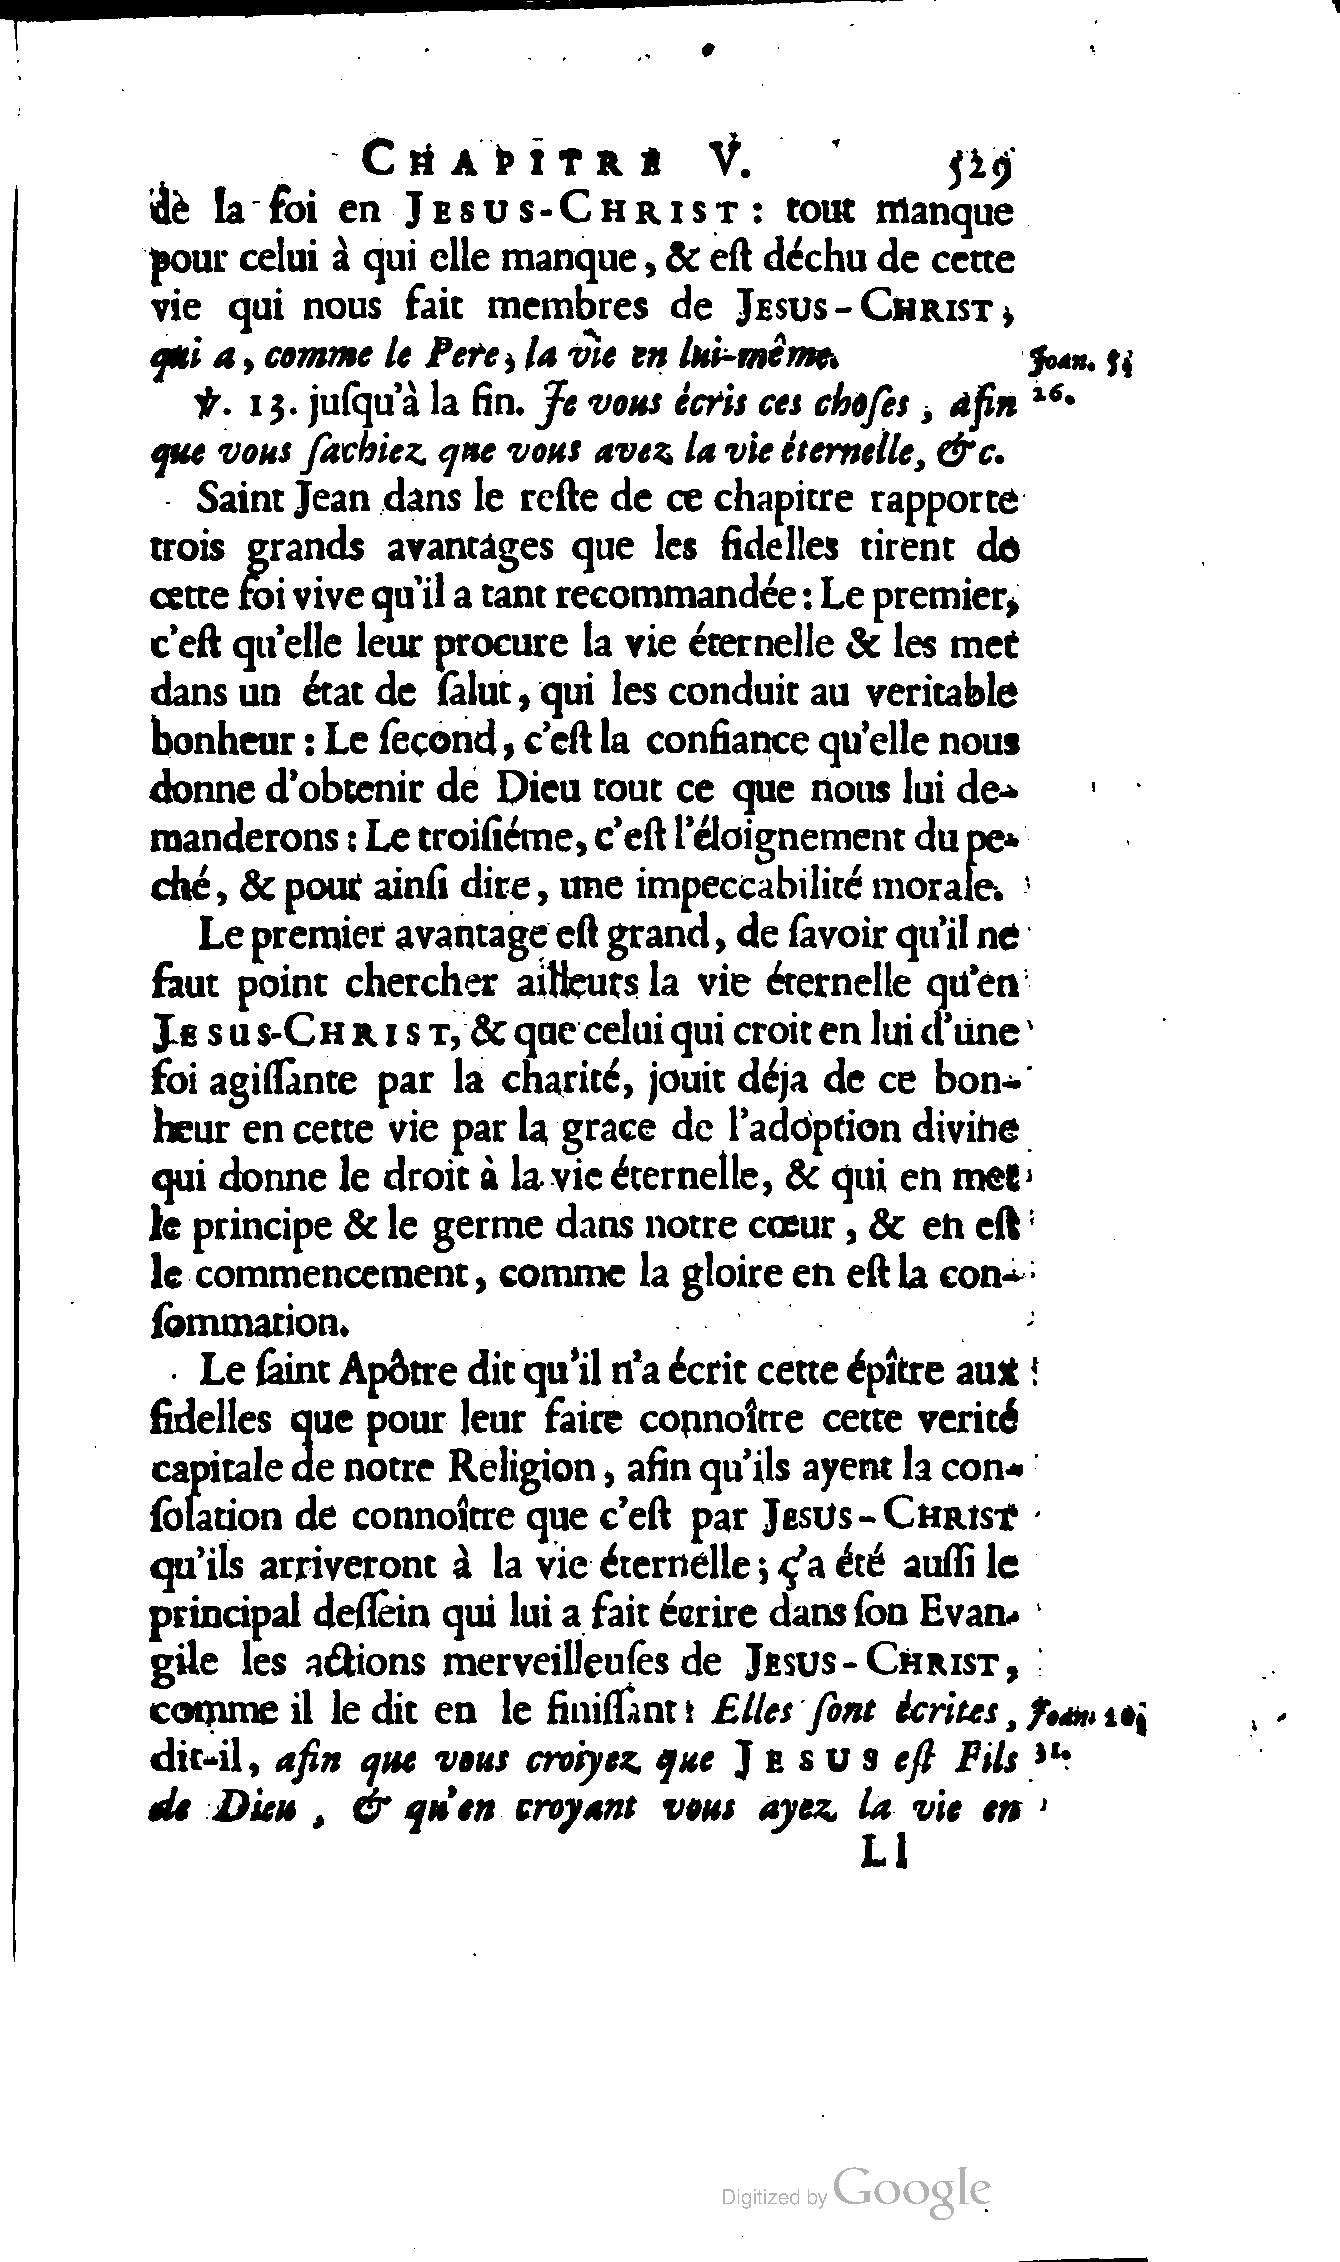 CHAPITRE V. 529
de la foi en JESUS-CHRIST : tout manque
pour celui à qui elle manque, & eſt déchu de cette
vie qui nous fait membres de JESUS-CHRIST,
qui a, comme le Pere, la vie en lui-même.
Joan. 5.
℣. 13. juſqu'à la fin. Je vous écris ces choſes, afin
26.
que vous ſachiez que vous avez la vie éternelle, &c.
Saint Jean dans le reſte de ce chapitre rapporte
trois grands avantages que les fidelles tirent de
cette foi vive qu'il a tant recommandée : Le premier,
c'eſt qu'elle leur procure la vie éternelle & les met
dans un état de ſalut, qui les conduit au veritable
bonheur : Le ſecond, c'eſt la confiance qu'elle nous
donne d'obtenir de Dieu tout ce que nous lui de-
manderons : Le troiſiéme, c'eſt l'éloignement du pe-
ché, & pour ainſi dire, une impeccabilité morale.
Le premier avantage eſt grand, de ſavoir qu'il ne
faut point chercher ailleurs la vie éternelle qu'en
JESUS-CHRIST, & que celui qui croit en lui d'une
foi agiſſante par la charité, jouit déja de ce bon-
heur en cette vie par la grace de l'adoption divine
qui donne le droit à la vie éternelle, & qui en met
le principe & le germe dans notre cœur, & en eſt
le commencement, comme la gloire en eſt la con-
ſommation.
Le ſaint Apôtre dit qu'il n'a écrit cette épître aux
fidelles que pour leur faire connoître cette verité
capitale de notre Religion, afin qu'ils ayent la con-
ſolation de connoître que c'eſt par JESUS-CHRIST
qu'ils arriveront à la vie éternelle ; ç'a été auſſi le
principal deſſein qui lui a fait écrire dans ſon Evan-
gile les actions merveilleuſes de JESUS-CHRIST,
comme il le dit en le finiſſant : Elles ſont écrites,
Joan. 20.
dit-il, afin que vous croiyez que JESUS eſt Fils
31.
de Dieu, & qu'en croyant vous ayez la vie en
Ll
Digitized by Google